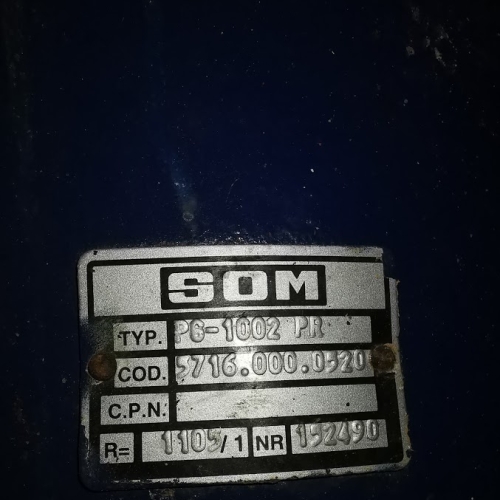 SOM
TYP. PG-1002 PR
COD. 5716.000.0520
C.P.N.
R= 1105/1 NR 152490